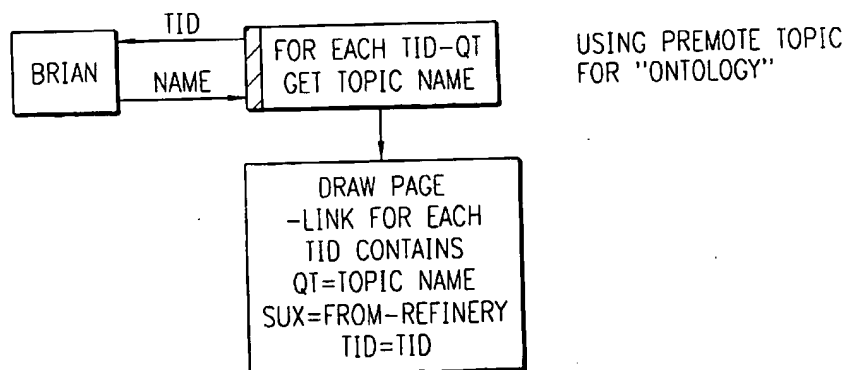 TID
BRIAN
NAME
FOR EACH TID-QT
GET TOPIC NAME
USING PREMOTE TOPIC
FOR "ONTOLOGY"
DRAW PAGE
-LINK FOR EACH
TID CONTAINS
QT=TOPIC NAME
SUX=FROM-REFINERY
TID=TID